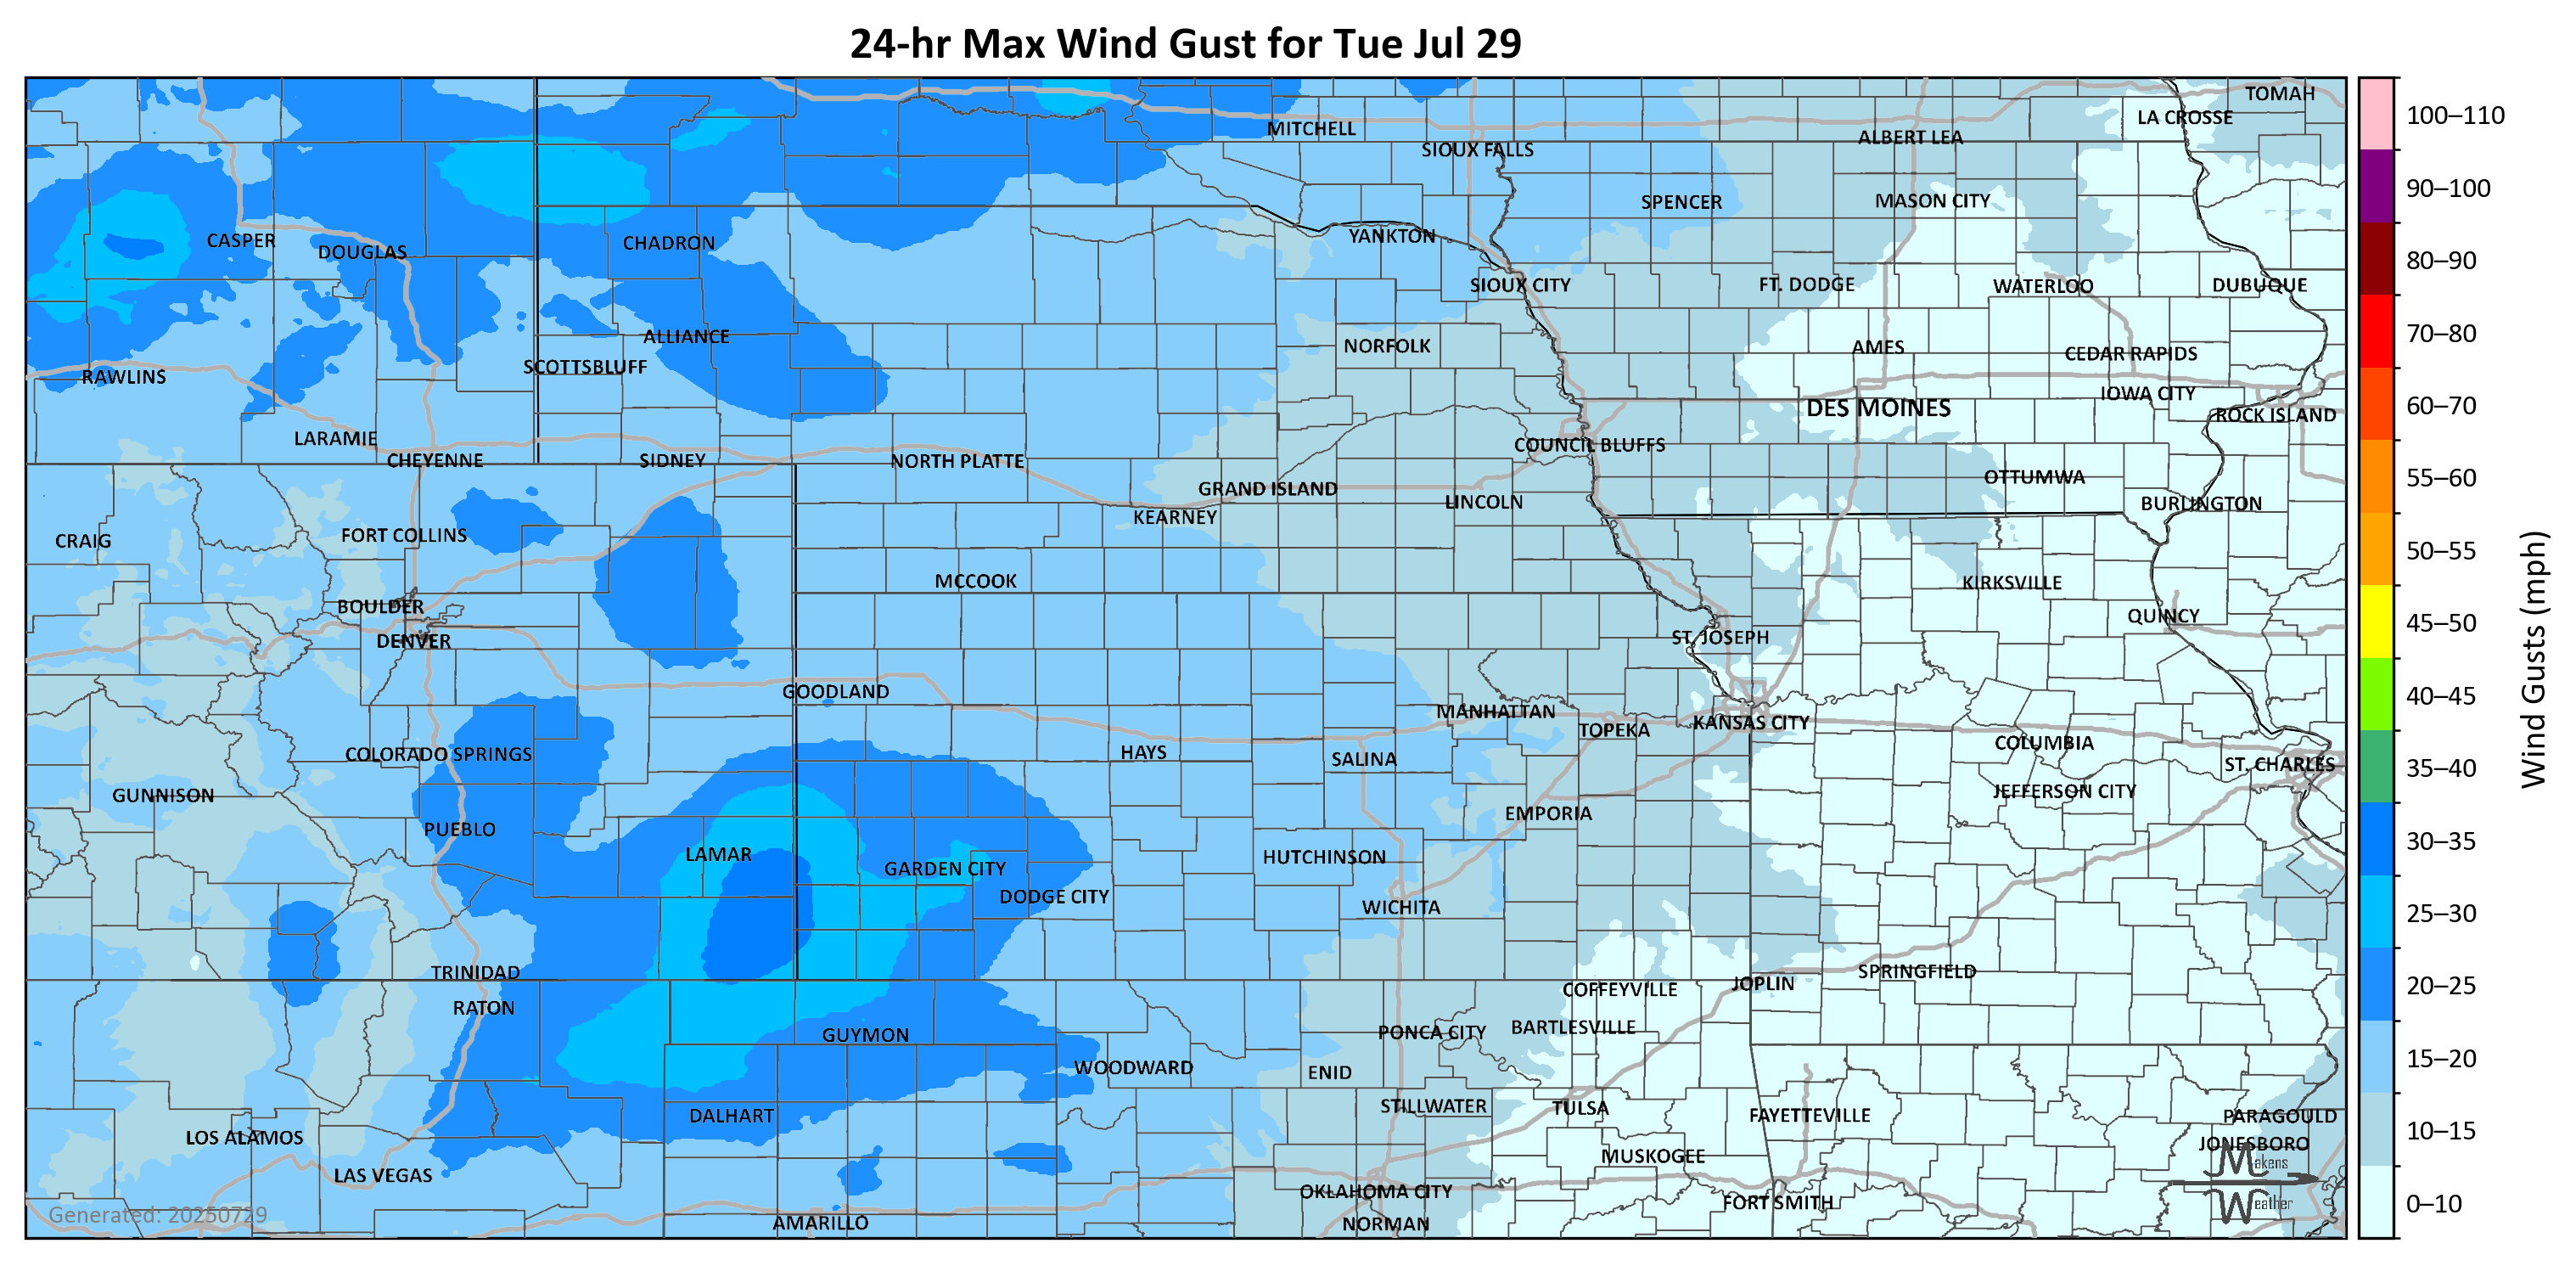 24-hr Max Wind Gust for Tue Jul 29
TOMAH
LA CROSSE
MITCHELL
ALBERT LEA
SIOUX FALLS
SPENCER
MASON CITY
CASPER
DOUGLAS
CHADRON
YANKTON
SIOUX CITY
FT. DODGE
WATERLOO
DUBUQUE
ALLIANCE
NORFOLK
AMES
CEDAR RAPIDS
SCOTTSBLUFF
RAWLINS
IOWA CITY
DES MOINES
ROCK ISLAND
LARAMIE
COUNCIL BLUFFS
CHEYENNE
SIDNEY
NORTH PLATTE
OTTUMWA
GRAND ISLAND
LINCOLN
BURLINGTON
KEARNEY
CRAIG
FORT COLLINS
MCCOOK
KIRKSVILLE
BOULDER
QUINCY
DENVER
ST. JOSEPH
GOODLAND
MANHATTAN
TOPEKA
KANSAS CITY
COLORADO SPRINGS
HAYS
SALINA
COLUMBIA
ST. CHARLES
GUNNISON
JEFFERSON CITY
PUEBLO
EMPORIA
LAMAR
GARDEN CITY
HUTCHINSON
DODGE CITY
WICHITA
TRINIDAD
SPRINGFIELD
JOPLIN
COFFEYVILLE
RATON
GUYMON
PONCA CITY
BARTLESVILLE
WOODWARD
ENID
DALHART
STILLWATER
TULSA
FAYETTEVILLE
PARAGOULD
LOS ALAMOS
JONESBORO
MUSKOGEE
LAS VEGAS
OKLAHOMA CITY
FORT SMITH
AMARILLO
NORMAN
Generated: 20250729
Makens
Weather
100–110
90–100
80–90
70–80
60–70
55–60
50–55
45–50
40–45
35–40
30–35
25–30
20–25
15–20
10–15
0–10
Wind Gusts (mph)